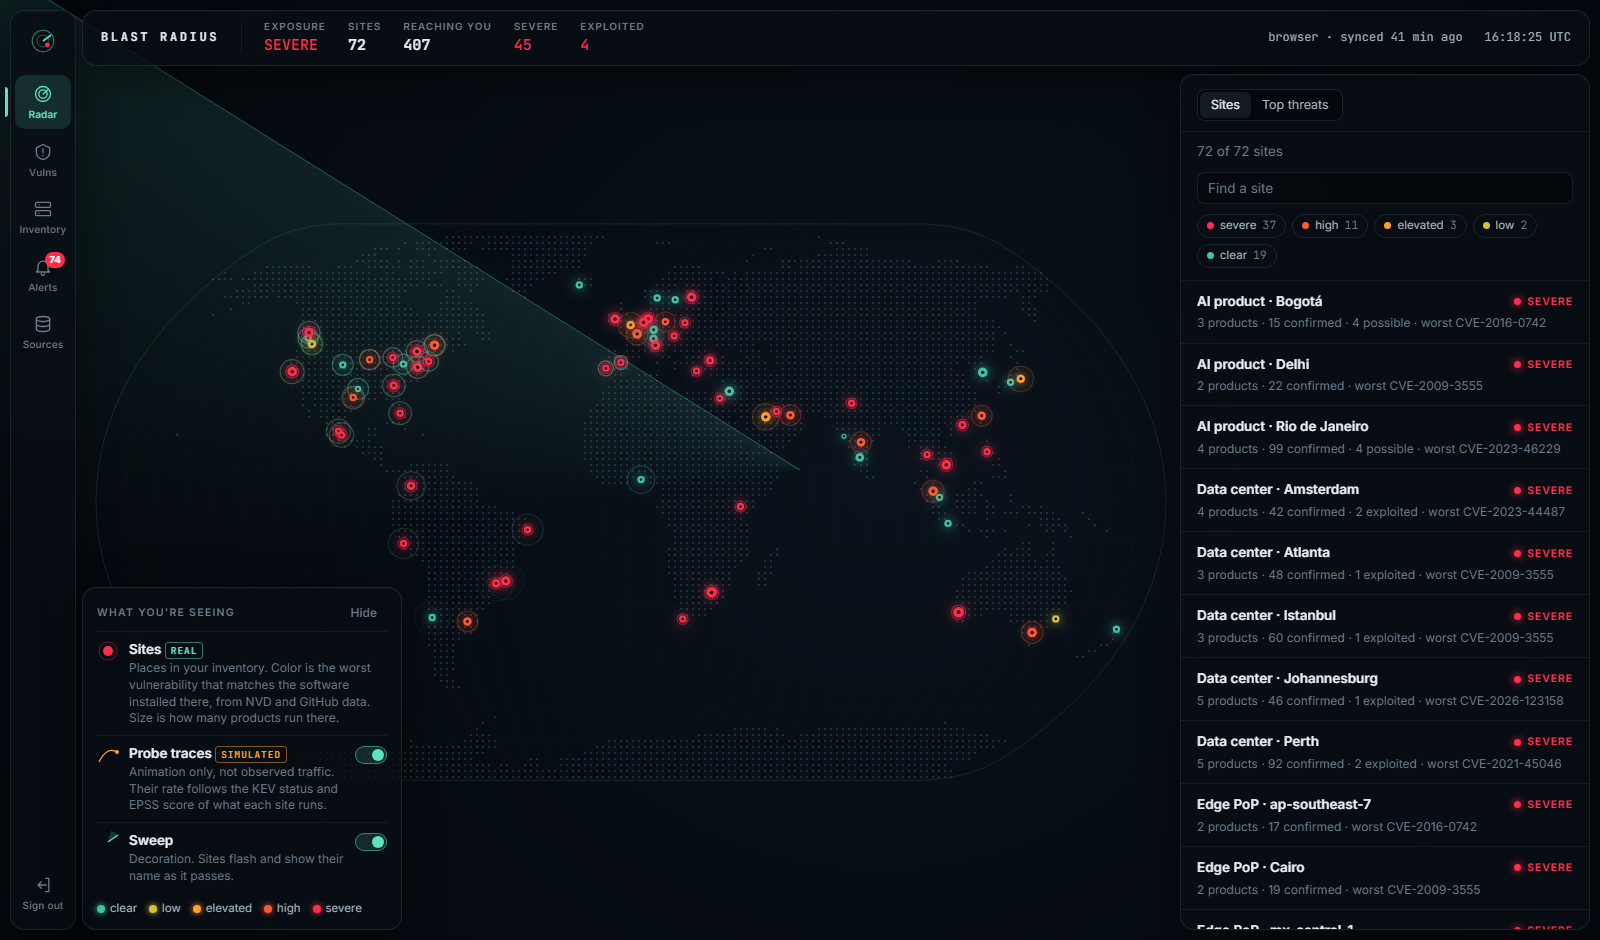 BLAST RADIUS
EXPOSURE
SEVERE
SITES
72
REACHING YOU
407
SEVERE
45
EXPLOITED
4
browser · synced 41 min ago
16:18:25 UTC
Radar
Vulns
Inventory
74
Alerts
Sources
Sign out
WHAT YOU'RE SEEING
Hide
Sites REAL
Places in your inventory. Color is the worst
vulnerability that matches the software
installed there, from NVD and GitHub data.
Size is how many products run there.
Probe traces SIMULATED
Animation only, not observed traffic.
Their rate follows the KEV status and
EPSS score of what each site runs.
Sweep
Decoration. Sites flash and show their
name as it passes.
clear low elevated high severe
Sites Top threats
72 of 72 sites
Find a site
severe 37 high 11 elevated 3 low 2
clear 19
AI product · Bogotá SEVERE
3 products · 15 confirmed · 4 possible · worst CVE-2016-0742
AI product · Delhi SEVERE
2 products · 22 confirmed · worst CVE-2009-3555
AI product · Rio de Janeiro SEVERE
4 products · 99 confirmed · 4 possible · worst CVE-2023-46229
Data center · Amsterdam SEVERE
4 products · 42 confirmed · 2 exploited · worst CVE-2023-44487
Data center · Atlanta SEVERE
3 products · 48 confirmed · 1 exploited · worst CVE-2009-3555
Data center · Istanbul SEVERE
3 products · 60 confirmed · 1 exploited · worst CVE-2009-3555
Data center · Johannesburg SEVERE
5 products · 46 confirmed · 1 exploited · worst CVE-2026-123158
Data center · Perth SEVERE
5 products · 92 confirmed · 2 exploited · worst CVE-2021-45046
Edge PoP · ap-southeast-7 SEVERE
2 products · 17 confirmed · worst CVE-2016-0742
Edge PoP · Cairo SEVERE
2 products · 19 confirmed · worst CVE-2009-3555
Edge PoP · mx-central-1 SEVERE